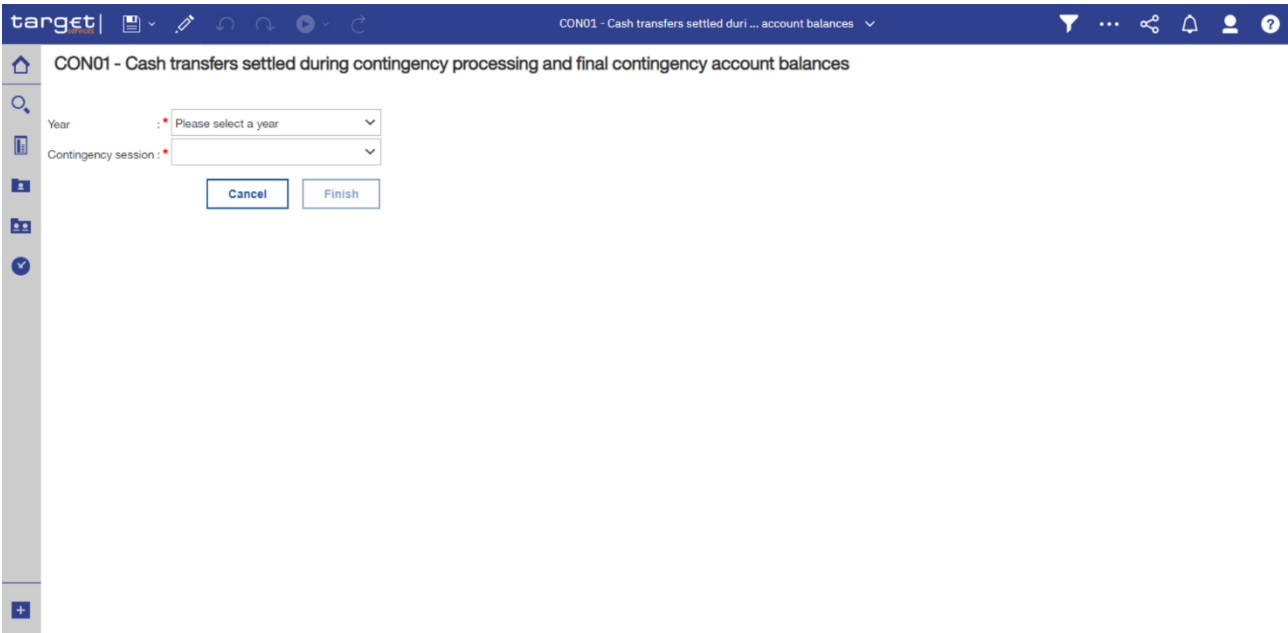 target|
services
CON01 - Cash transfers settled duri ... account balances
CON01 - Cash transfers settled during contingency processing and final contingency account balances
Year : * Please select a year
Contingency session : *
Cancel Finish